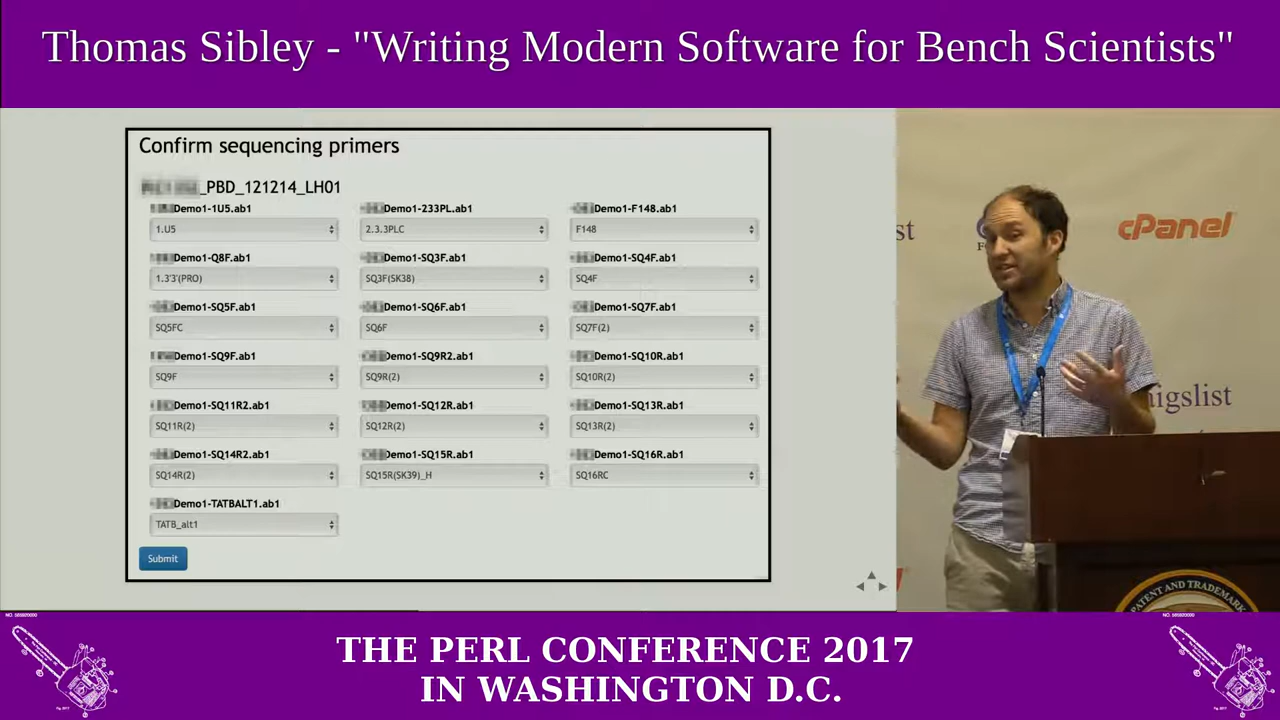 Thomas Sibley - "Writing Modern Software for Bench Scientists"
Confirm sequencing primers
_PBD_121214_LH01
Demo1-1U5.ab1
Demo1-233PL.ab1
Demo1-F148.ab1
1.U5
2.3.3PLC
F148
Demo1-Q8F.ab1
Demo1-SQ3F.ab1
Demo1-SQ4F.ab1
1.3'3'(PRO)
SQ3F(SK38)
SQ4F
Demo1-SQ5F.ab1
Demo1-SQ6F.ab1
Demo1-SQ7F.ab1
SQ5FC
SQ6F
SQ7F(2)
Demo1-SQ9F.ab1
Demo1-SQ9R2.ab1
Demo1-SQ10R.ab1
SQ9F
SQ9R(2)
SQ10R(2)
Demo1-SQ11R2.ab1
Demo1-SQ12R.ab1
Demo1-SQ13R.ab1
SQ11R(2)
SQ12R(2)
SQ13R(2)
Demo1-SQ14R2.ab1
Demo1-SQ15R.ab1
Demo1-SQ16R.ab1
SQ14R(2)
SQ15R(SK39)_H
SQ16RC
Demo1-TATBALT1.ab1
TATB_alt1
Submit
st
cPanel
igslist
PATENT AND TRADEMARK
THE PERL CONFERENCE 2017
IN WASHINGTON D.C.